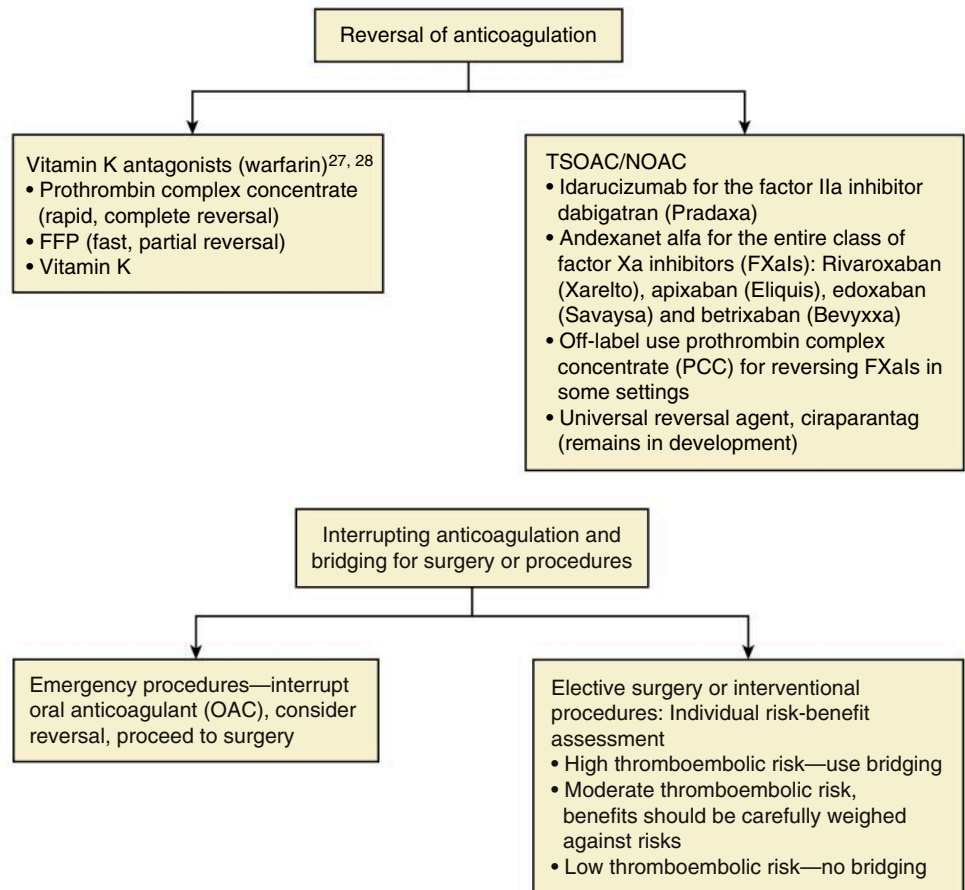 Reversal of anticoagulation
Vitamin K antagonists (warfarin)27, 28
• Prothrombin complex concentrate
(rapid, complete reversal)
• FFP (fast, partial reversal)
• Vitamin K
TSOAC/NOAC
• Idarucizumab for the factor IIa inhibitor
dabigatran (Pradaxa)
• Andexanet alfa for the entire class of
factor Xa inhibitors (FXaIs): Rivaroxaban
(Xarelto), apixaban (Eliquis), edoxaban
(Savaysa) and betrixaban (Bevyxxa)
• Off-label use prothrombin complex
concentrate (PCC) for reversing FXaIs in
some settings
• Universal reversal agent, ciraparantag
(remains in development)
Interrupting anticoagulation and
bridging for surgery or procedures
Emergency procedures—interrupt
oral anticoagulant (OAC), consider
reversal, proceed to surgery
Elective surgery or interventional
procedures: Individual risk-benefit
assessment
• High thromboembolic risk—use bridging
• Moderate thromboembolic risk,
benefits should be carefully weighed
against risks
• Low thromboembolic risk—no bridging